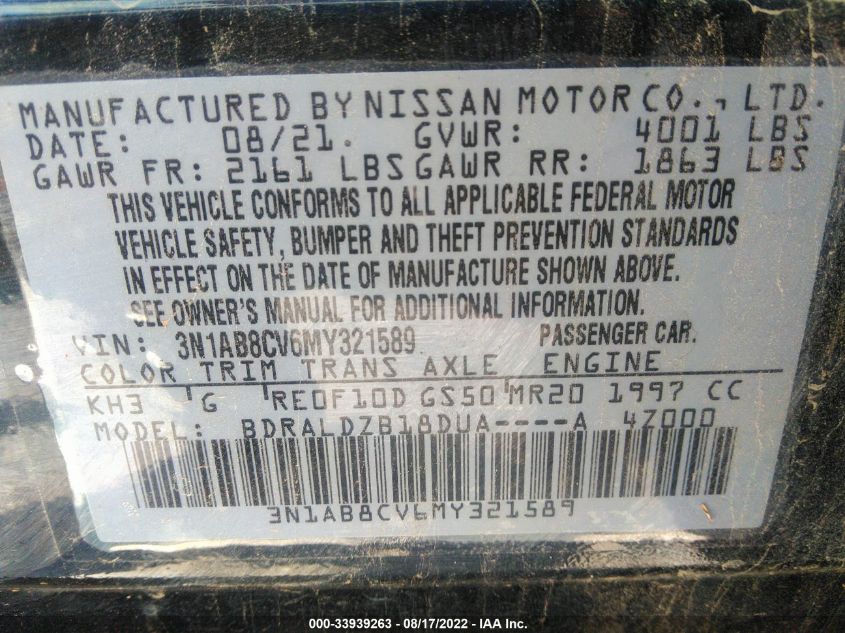 MANUFACTURED BY NISSAN MOTOR CO., LTD.
DATE: 08/21. GVWR: 4001 LBS
GAWR FR: 2161 LBS GAWR RR: 1863 LBS
THIS VEHICLE CONFORMS TO ALL APPLICABLE FEDERAL MOTOR
VEHICLE SAFETY, BUMPER AND THEFT PREVENTION STANDARDS
IN EFFECT ON THE DATE OF MANUFACTURE SHOWN ABOVE.
SEE OWNER'S MANUAL FOR ADDITIONAL INFORMATION.
VIN: 3N1AB8CV6MY321589 PASSENGER CAR.
COLOR TRIM TRANS AXLE ENGINE
KH3 G RE0F10D GS50 MR20 1997 CC
MODEL: BDRALDZB18DUA----A 4Z000
3N1AB8CV6MY321589
000-33939263 - 08/17/2022 - IAA Inc.